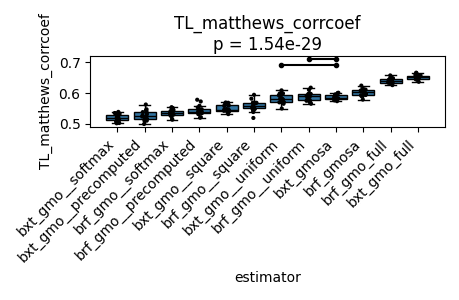 TL_matthews_corrcoef
p = 1.54e-29
TL_matthews_corrcoef
0.7
0.6
0.5
bxt_gmo__softmax
bxt_gmo__precomputed
brf_gmo__softmax
brf_gmo__precomputed
bxt_gmo__square
brf_gmo__square
bxt_gmo__uniform
brf_gmo__uniform
bxt_gmosa
brf_gmosa
brf_gmo_full
bxt_gmo_full
estimator